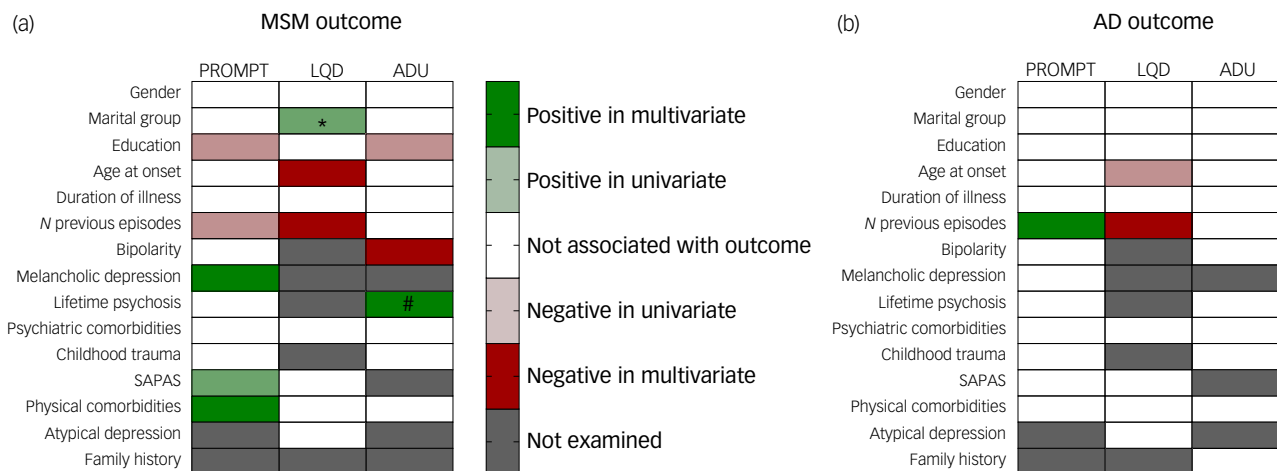 (a) MSM outcome
PROMPT LQD ADU
Gender
Marital group *
Education
Age at onset
Duration of illness
N previous episodes
Bipolarity
Melancholic depression
Lifetime psychosis #
Psychiatric comorbidities
Childhood trauma
SAPAS
Physical comorbidities
Atypical depression
Family history
Positive in multivariate
Positive in univariate
Not associated with outcome
Negative in univariate
Negative in multivariate
Not examined
(b) AD outcome
PROMPT LQD ADU
Gender
Marital group
Education
Age at onset
Duration of illness
N previous episodes
Bipolarity
Melancholic depression
Lifetime psychosis
Psychiatric comorbidities
Childhood trauma
SAPAS
Physical comorbidities
Atypical depression
Family history